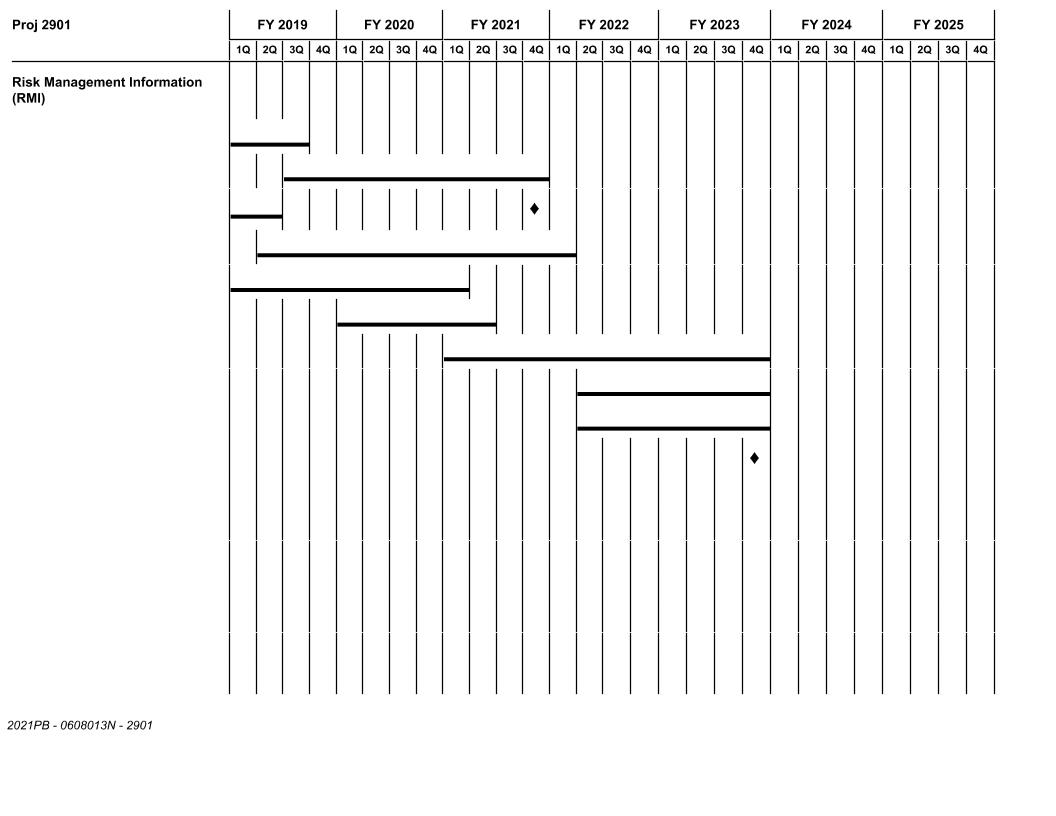 Proj 2901 FY 2019 FY 2020 FY 2021 FY 2022 FY 2023 FY 2024 FY 2025
1Q 2Q 3Q 4Q 1Q 2Q 3Q 4Q 1Q 2Q 3Q 4Q 1Q 2Q 3Q 4Q 1Q 2Q 3Q 4Q 1Q 2Q 3Q 4Q 1Q 2Q 3Q 4Q
Risk Management Information
(RMI)
2021PB - 0608013N - 2901